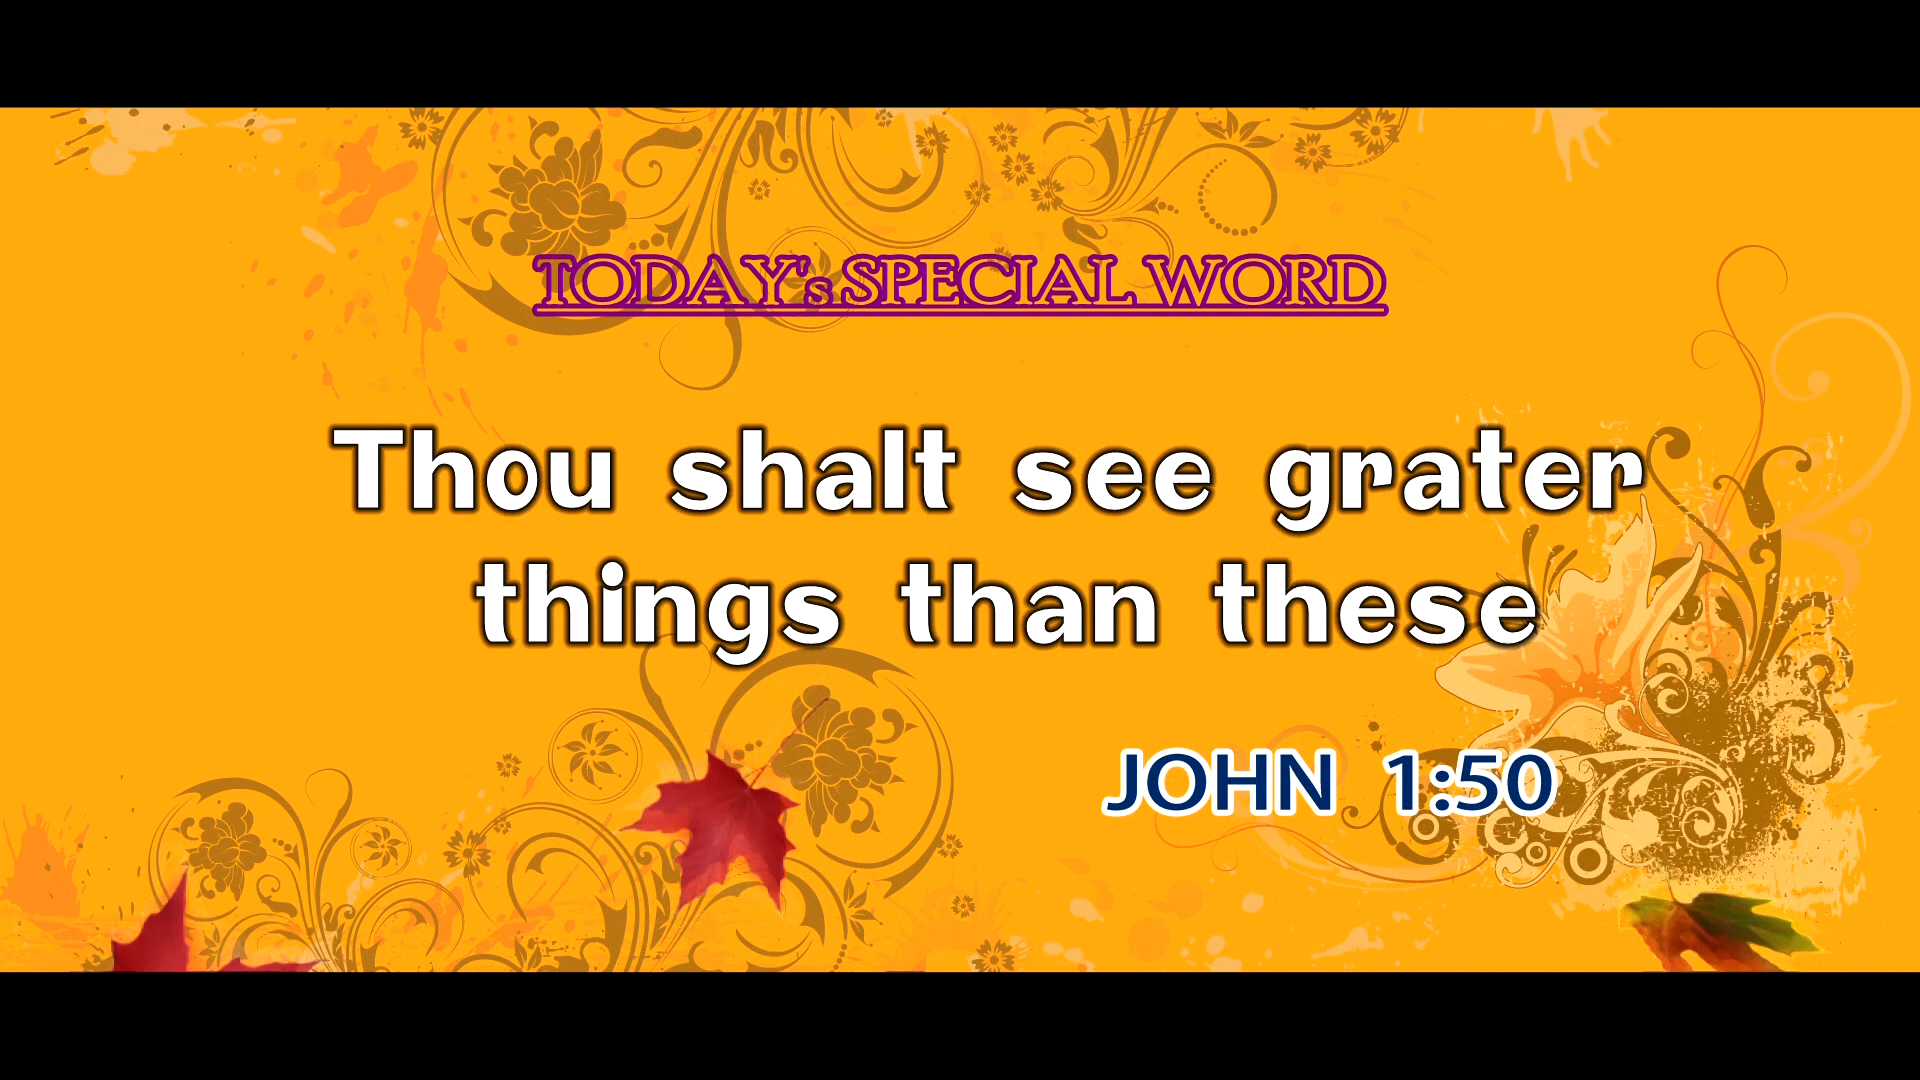 TODAY's SPECIAL WORD
Thou shalt see grater
things than these
JOHN 1:50